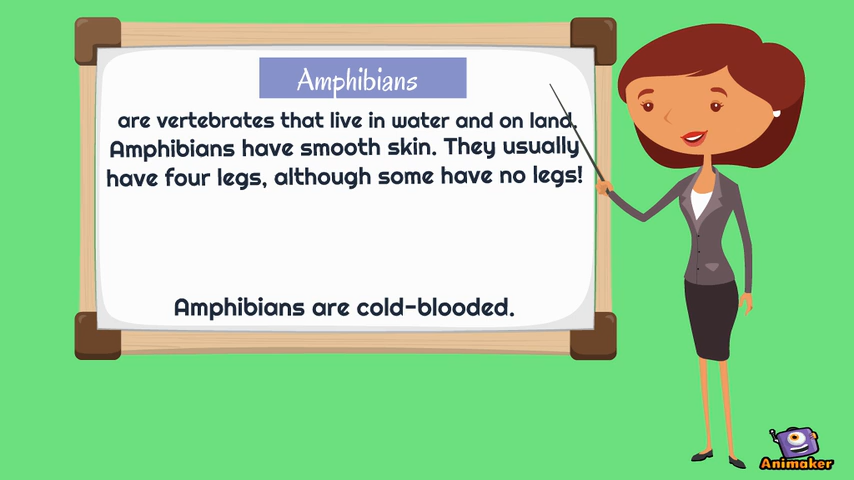 Amphibians
are vertebrates that live in water and on land.
Amphibians have smooth skin. They usually
have four legs, although some have no legs!
Amphibians are cold-blooded.
Animaker